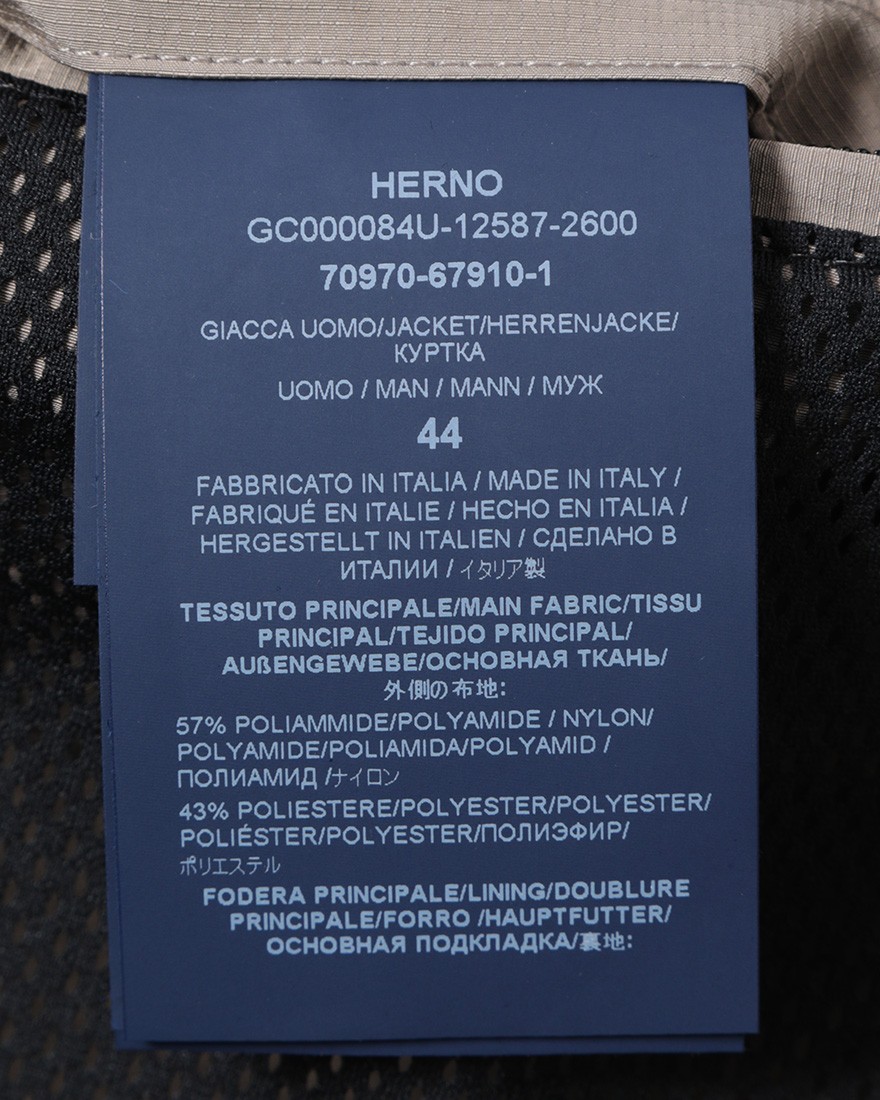 HERNO
GC000084U-12587-2600
70970-67910-1
GIACCA UOMO/JACKET/HERRENJACKE/
КУРТКА
UOMO / MAN / MANN / МУЖ
44
FABBRICATO IN ITALIA / MADE IN ITALY /
FABRIQUÉ EN ITALIE / HECHO EN ITALIA /
HERGESTELLT IN ITALIEN / СДЕЛАНО В
ИТАЛИИ / イタリア製
TESSUTO PRINCIPALE/MAIN FABRIC/TISSU
PRINCIPAL/TEJIDO PRINCIPAL/
AUßENGEWEBE/ОСНОВНАЯ ТКАНЬ/
外側の布地:
57% POLIAMMIDE/POLYAMIDE / NYLON/
POLYAMIDE/POLIAMIDA/POLYAMID /
ПОЛИАМИД /ナイロン
43% POLIESTERE/POLYESTER/POLYESTER/
POLIÉSTER/POLYESTER/ПОЛИЭФИР/
ポリエステル
FODERA PRINCIPALE/LINING/DOUBLURE
PRINCIPALE/FORRO /HAUPTFUTTER/
ОСНОВНАЯ ПОДКЛАДКА/裏地: